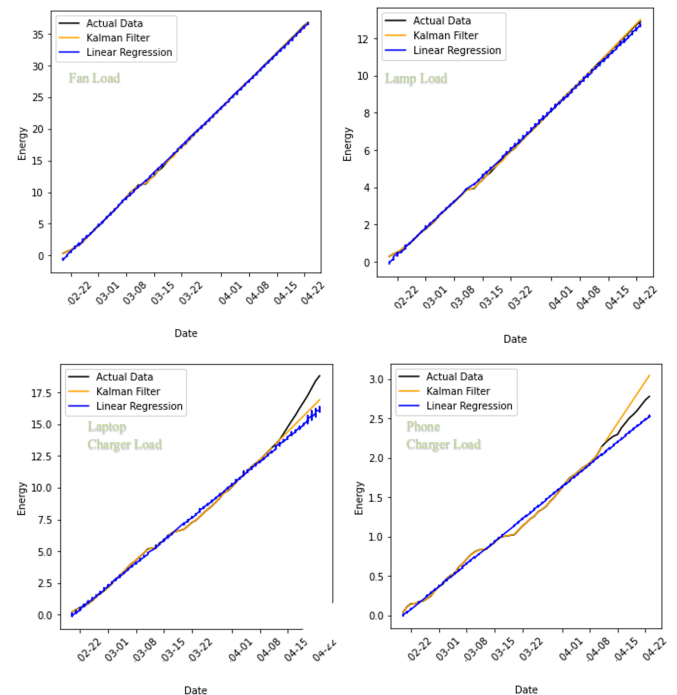 Actual Data
Kalman Filter
Linear Regression
Fan Load
35
30
25
20
15
10
5
0
Energy
02-22
03-01
03-08
03-15
03-22
04-01
04-08
04-15
04-22
Date
Actual Data
Kalman Filter
Linear Regression
Lamp Load
12
10
8
6
4
2
0
Energy
02-22
03-01
03-08
03-15
03-22
04-01
04-08
04-15
04-22
Date
Actual Data
Kalman Filter
Linear Regression
Laptop
Charger Load
17.5
15.0
12.5
10.0
7.5
5.0
2.5
0.0
Energy
02-22
03-01
03-08
03-15
03-22
04-01
04-08
04-15
04-22
Date
Actual Data
Kalman Filter
Linear Regression
Phone
Charger Load
3.0
2.5
2.0
1.5
1.0
0.5
0.0
Energy
02-22
03-01
03-08
03-15
03-22
04-01
04-08
04-15
04-22
Date